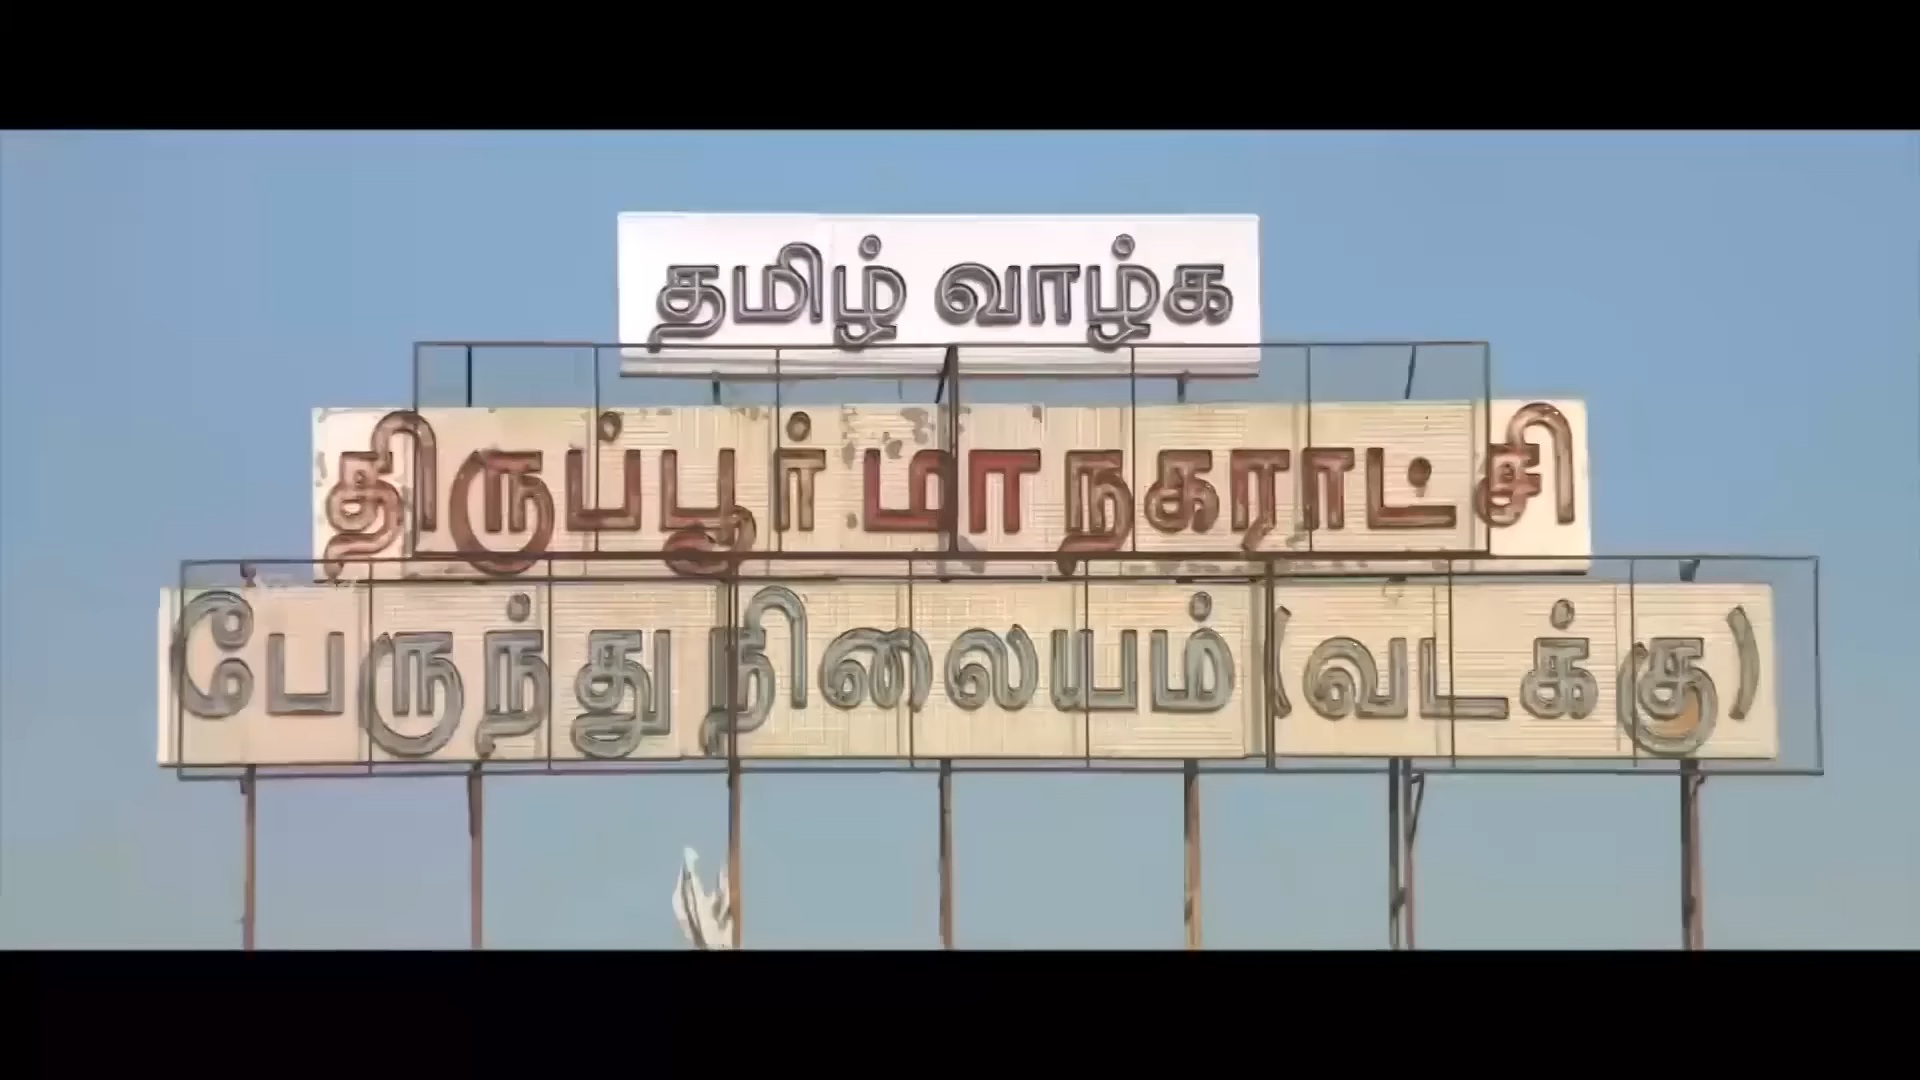 தமிழ் வாழ்க
திருப்பூர் மாநகராட்சி
பேருந்து நிலையம் (வடக்கு)